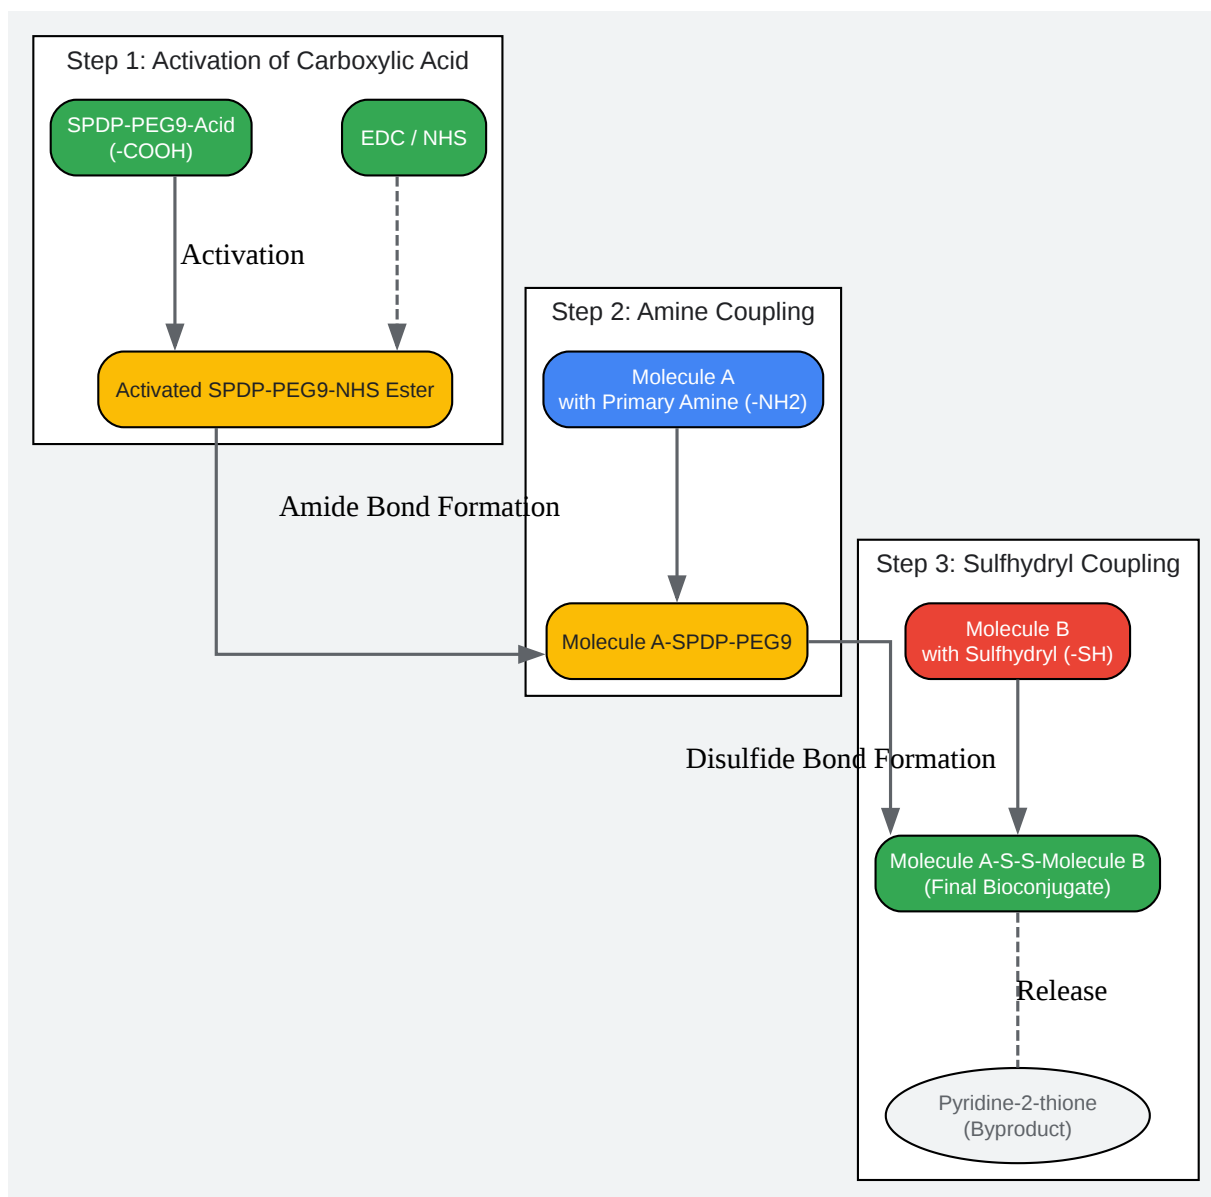 Step 1: Activation of Carboxylic Acid
SPDP-PEG9-Acid
(-COOH)
EDC / NHS
Activation
Activated SPDP-PEG9-NHS Ester
Step 2: Amine Coupling
Molecule A
with Primary Amine (-NH2)
Amide Bond Formation
Molecule A-SPDP-PEG9
Step 3: Sulfhydryl Coupling
Molecule B
with Sulfhydryl (-SH)
Disulfide Bond Formation
Molecule A-S-S-Molecule B
(Final Bioconjugate)
Release
Pyridine-2-thione
(Byproduct)